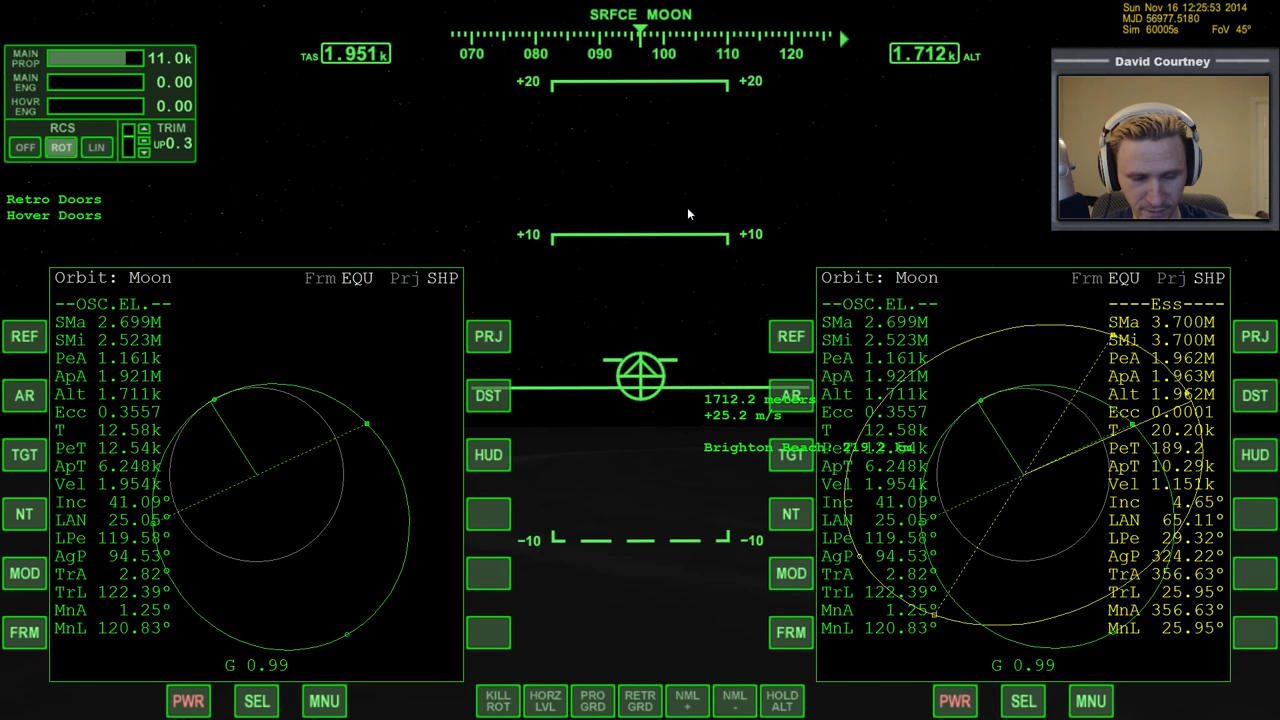 SRFCE MOON
Sun Nov 16 12:25:53 2014
MJD 56977.5180
Sim 60005s FoV 45°
David Courtney
MAIN PROP 11.0k
MAIN ENG 0.00
HOVR ENG 0.00
RCS TRIM
OFF ROT LIN UP0.3
TAS 1.951k
070 080 090 100 110 120
1.712k ALT
+20 +20
+10 +10
Retro Doors
Hover Doors
1712.2 meters
+25.2 m/s
Brighton Beach
-10 -10
Orbit: Moon Frm EQU Prj SHP
--OSC.EL.--
SMa 2.699M
SMi 2.523M
PeA 1.161k
ApA 1.921M
Alt 1.711k
Ecc 0.3557
T 12.58k
PeT 12.54k
ApT 6.248k
Vel 1.954k
Inc 41.09°
LAN 25.05°
LPe 119.58°
AgP 94.53°
TrA 2.82°
TrL 122.39°
MnA 1.25°
MnL 120.83°
G 0.99
REF
AR
TGT
NT
MOD
FRM
PRJ
DST
HUD
PWR SEL MNU
KILL ROT
HORZ LVL
PRO GRD
RETR GRD
NML +
NML -
HOLD ALT
Orbit: Moon Frm EQU Prj SHP
--OSC.EL.--
SMa 2.699M
SMi 2.523M
PeA 1.161k
ApA 1.921M
Alt 1.711k
Ecc 0.3557
T 12.58k
PeT 12.54k
ApT 6.248k
Vel 1.954k
Inc 41.09°
LAN 25.05°
LPe 119.58°
AgP 94.53°
TrA 2.82°
TrL 122.39°
MnA 1.25°
MnL 120.83°
G 0.99
----Ess----
SMa 3.700M
SMi 3.700M
PeA 1.962M
ApA 1.963M
Alt 1.962M
Ecc 0.0001
T 20.20k
PeT 189.2
ApT 10.29k
Vel 1.151k
Inc 4.65°
LAN 65.11°
LPe 29.32°
AgP 324.22°
TrA 356.63°
TrL 25.95°
MnA 356.63°
MnL 25.95°
REF
AR
TGT
NT
MOD
FRM
PRJ
DST
HUD
PWR SEL MNU